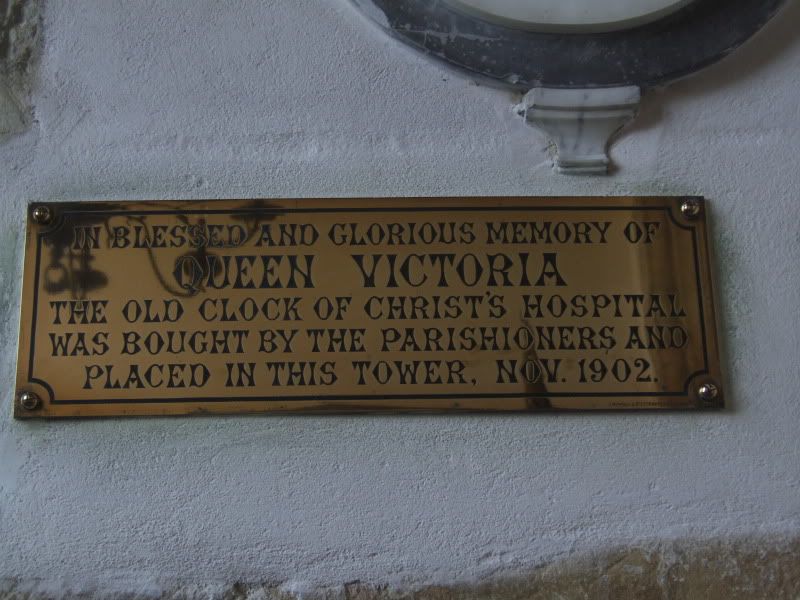 IN BLESSED AND GLORIOUS MEMORY OF
QUEEN VICTORIA
THE OLD CLOCK OF CHRIST'S HOSPITAL
WAS BOUGHT BY THE PARISHIONERS AND
PLACED IN THIS TOWER, NOV. 1902.